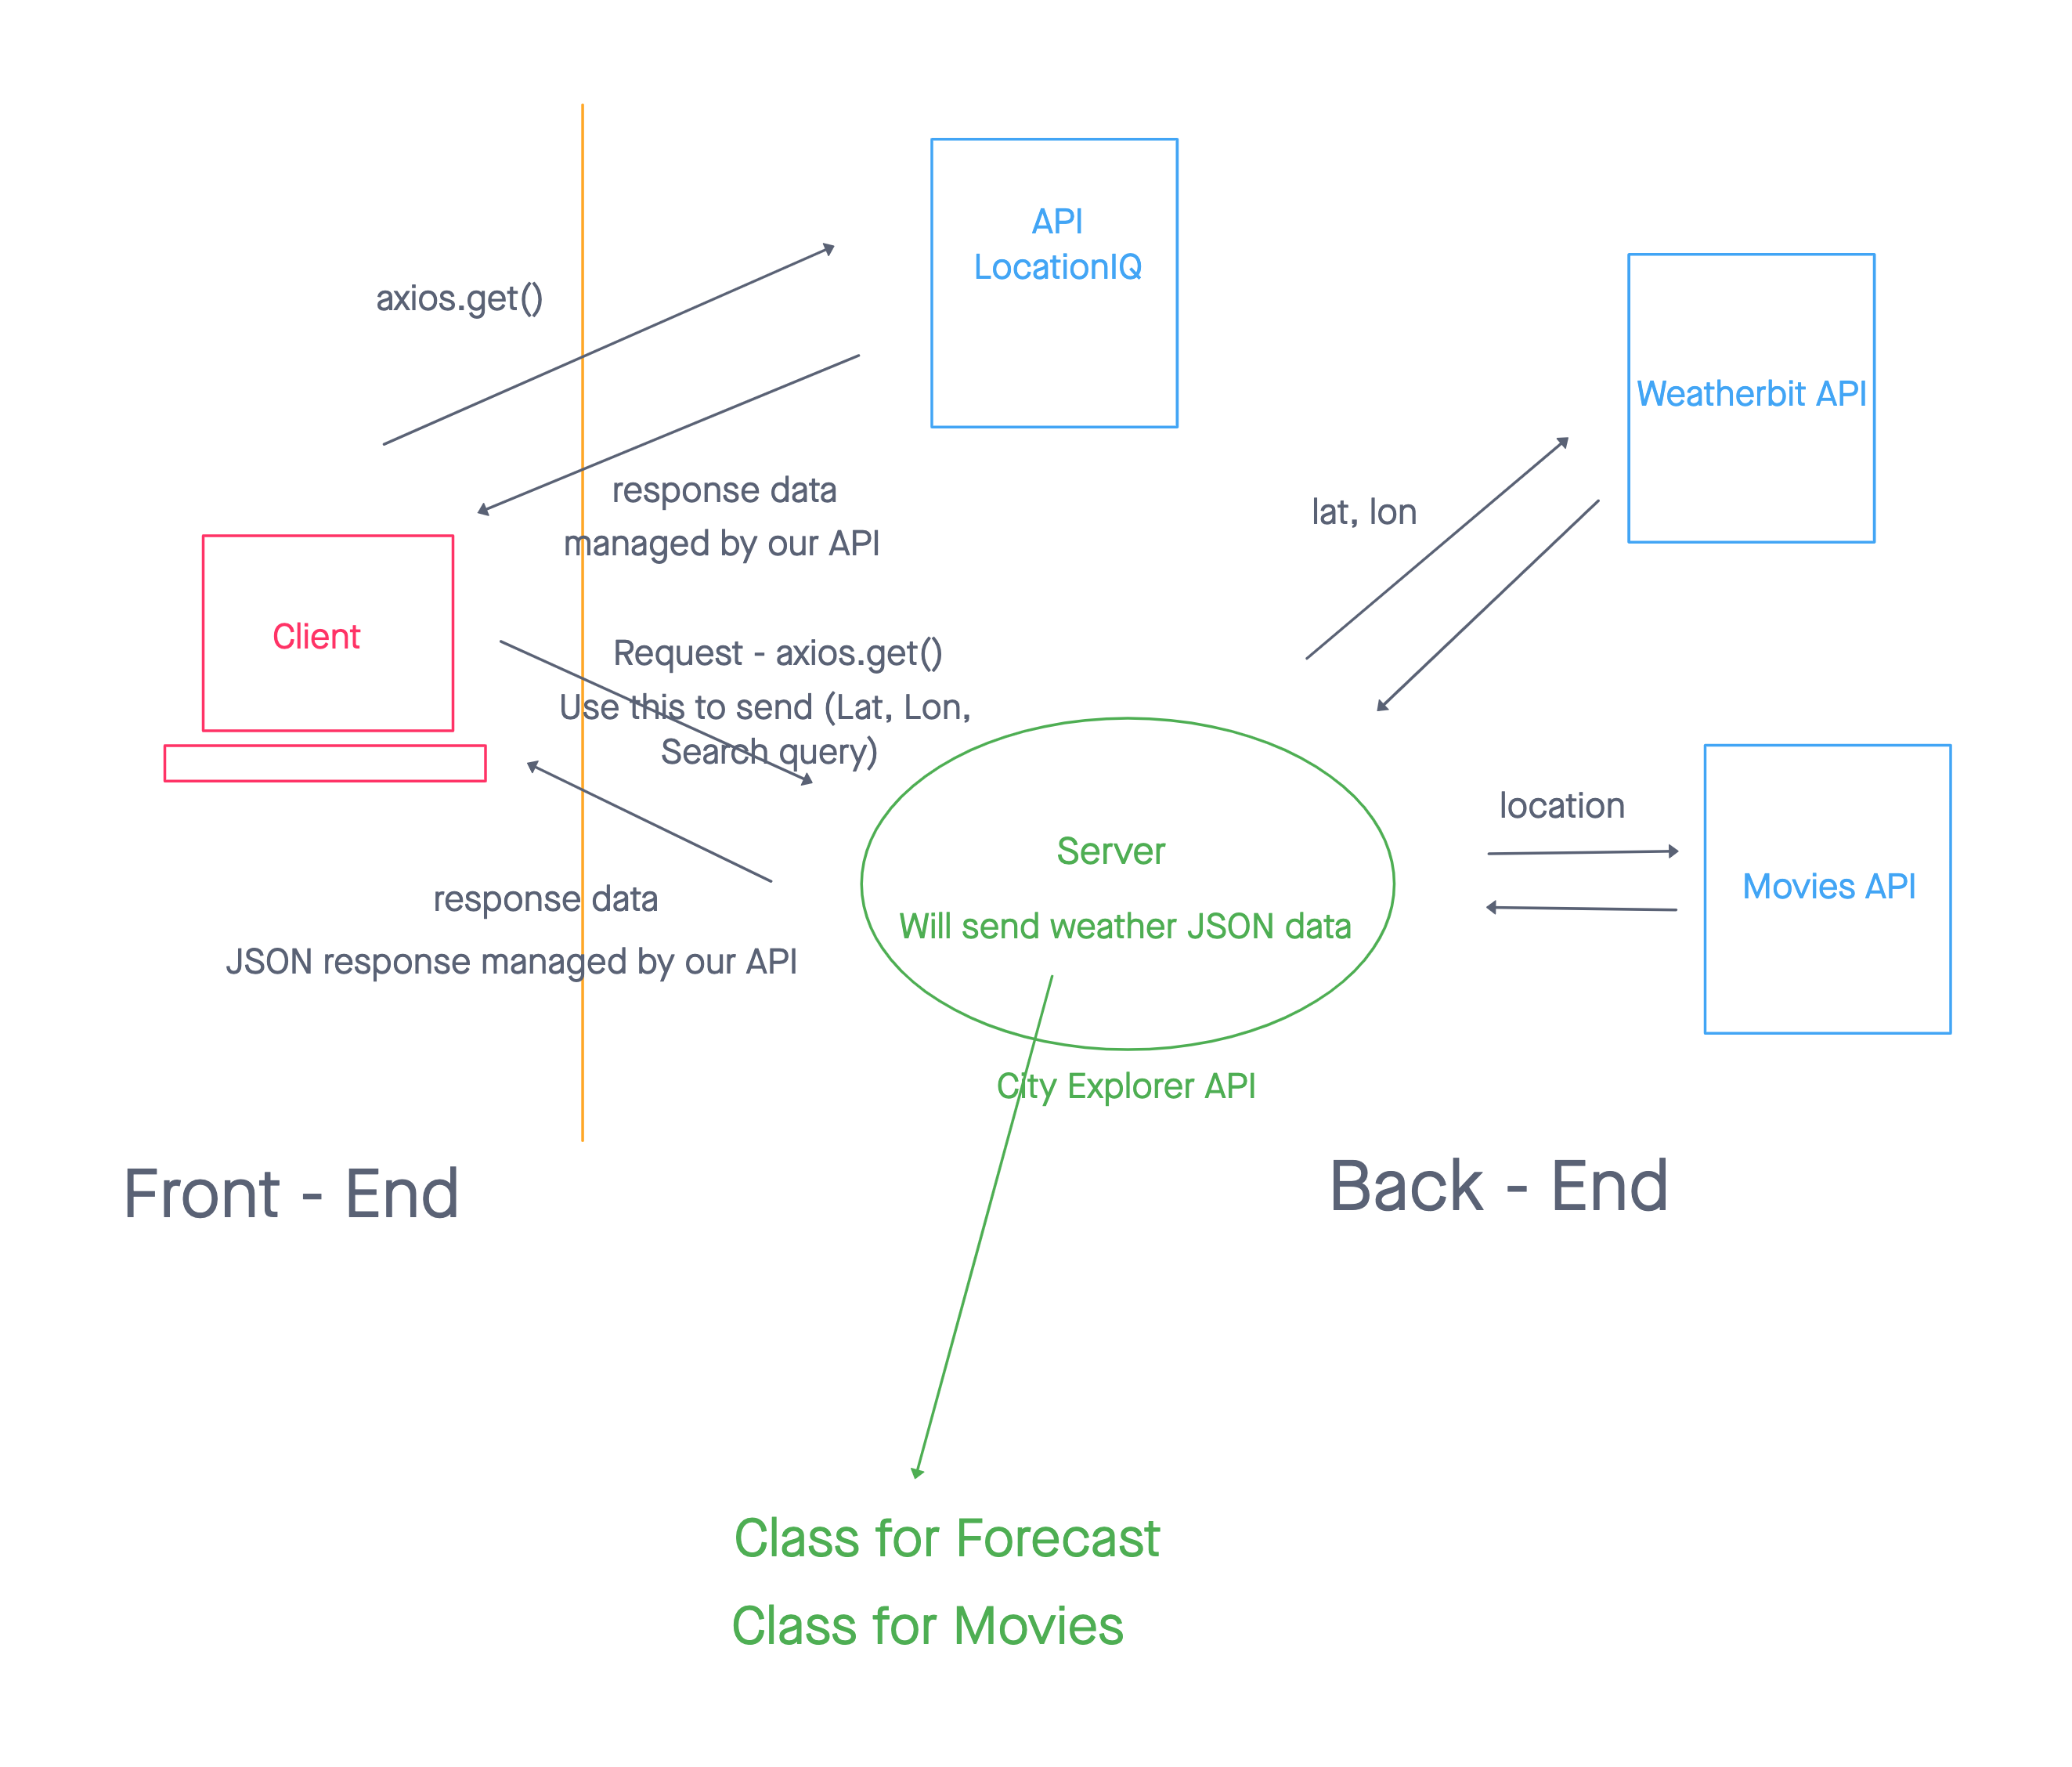 API
LocationIQ
axios.get()
Weatherbit API
response data
managed by our API
lat, lon
Client
Request - axios.get()
Use this to send (Lat, Lon,
Search query)
location
Server
Will send weather JSON data
Movies API
response data
JSON response managed by our API
City Explorer API
Front - End
Back - End
Class for Forecast
Class for Movies